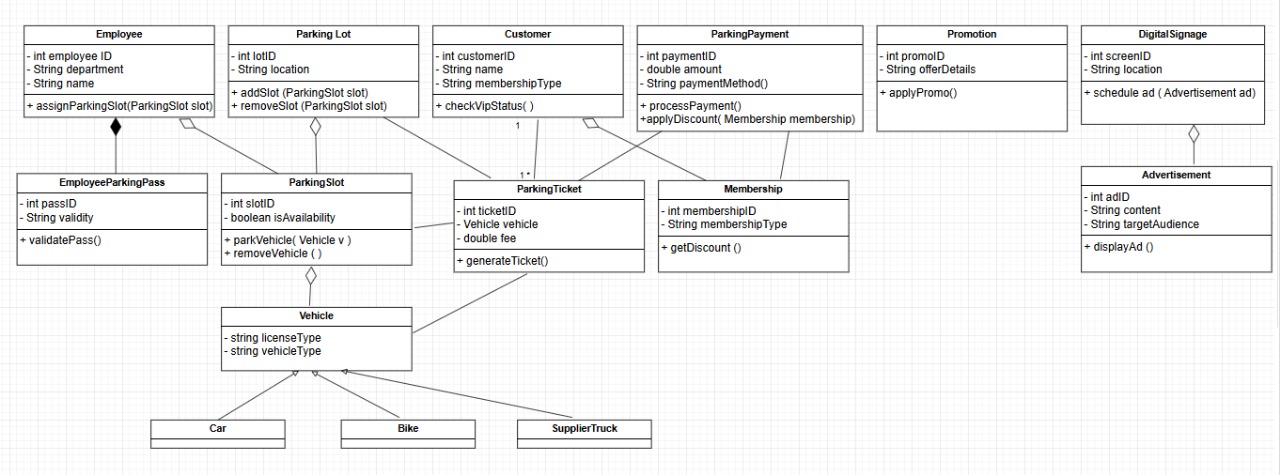 Employee
- int employee ID
- String department
- String name
+ assignParkingSlot(ParkingSlot slot)
Parking Lot
- int lotID
- String location
+ addSlot (ParkingSlot slot)
+ removeSlot (ParkingSlot slot)
Customer
- int customerID
- String name
- String membershipType
+ checkVipStatus( )
ParkingPayment
- int paymentID
- double amount
- String paymentMethod()
+ processPayment()
+applyDiscount( Membership membership)
Promotion
- int promoID
- String offerDetails
+ applyPromo()
DigitalSignage
- int screenID
- String location
+ schedule ad ( Advertisement ad)
1
1 *
EmployeeParkingPass
- int passID
- String validity
+ validatePass()
ParkingSlot
- int slotID
- boolean isAvailability
+ parkVehicle( Vehicle v )
+ removeVehicle ( )
ParkingTicket
- int ticketID
- Vehicle vehicle
- double fee
+ generateTicket()
Membership
- int membershipID
- String membershipType
+ getDiscount ()
Advertisement
- int adID
- String content
- String targetAudience
+ displayAd ()
Vehicle
- string licenseType
- string vehicleType
Car
Bike
SupplierTruck